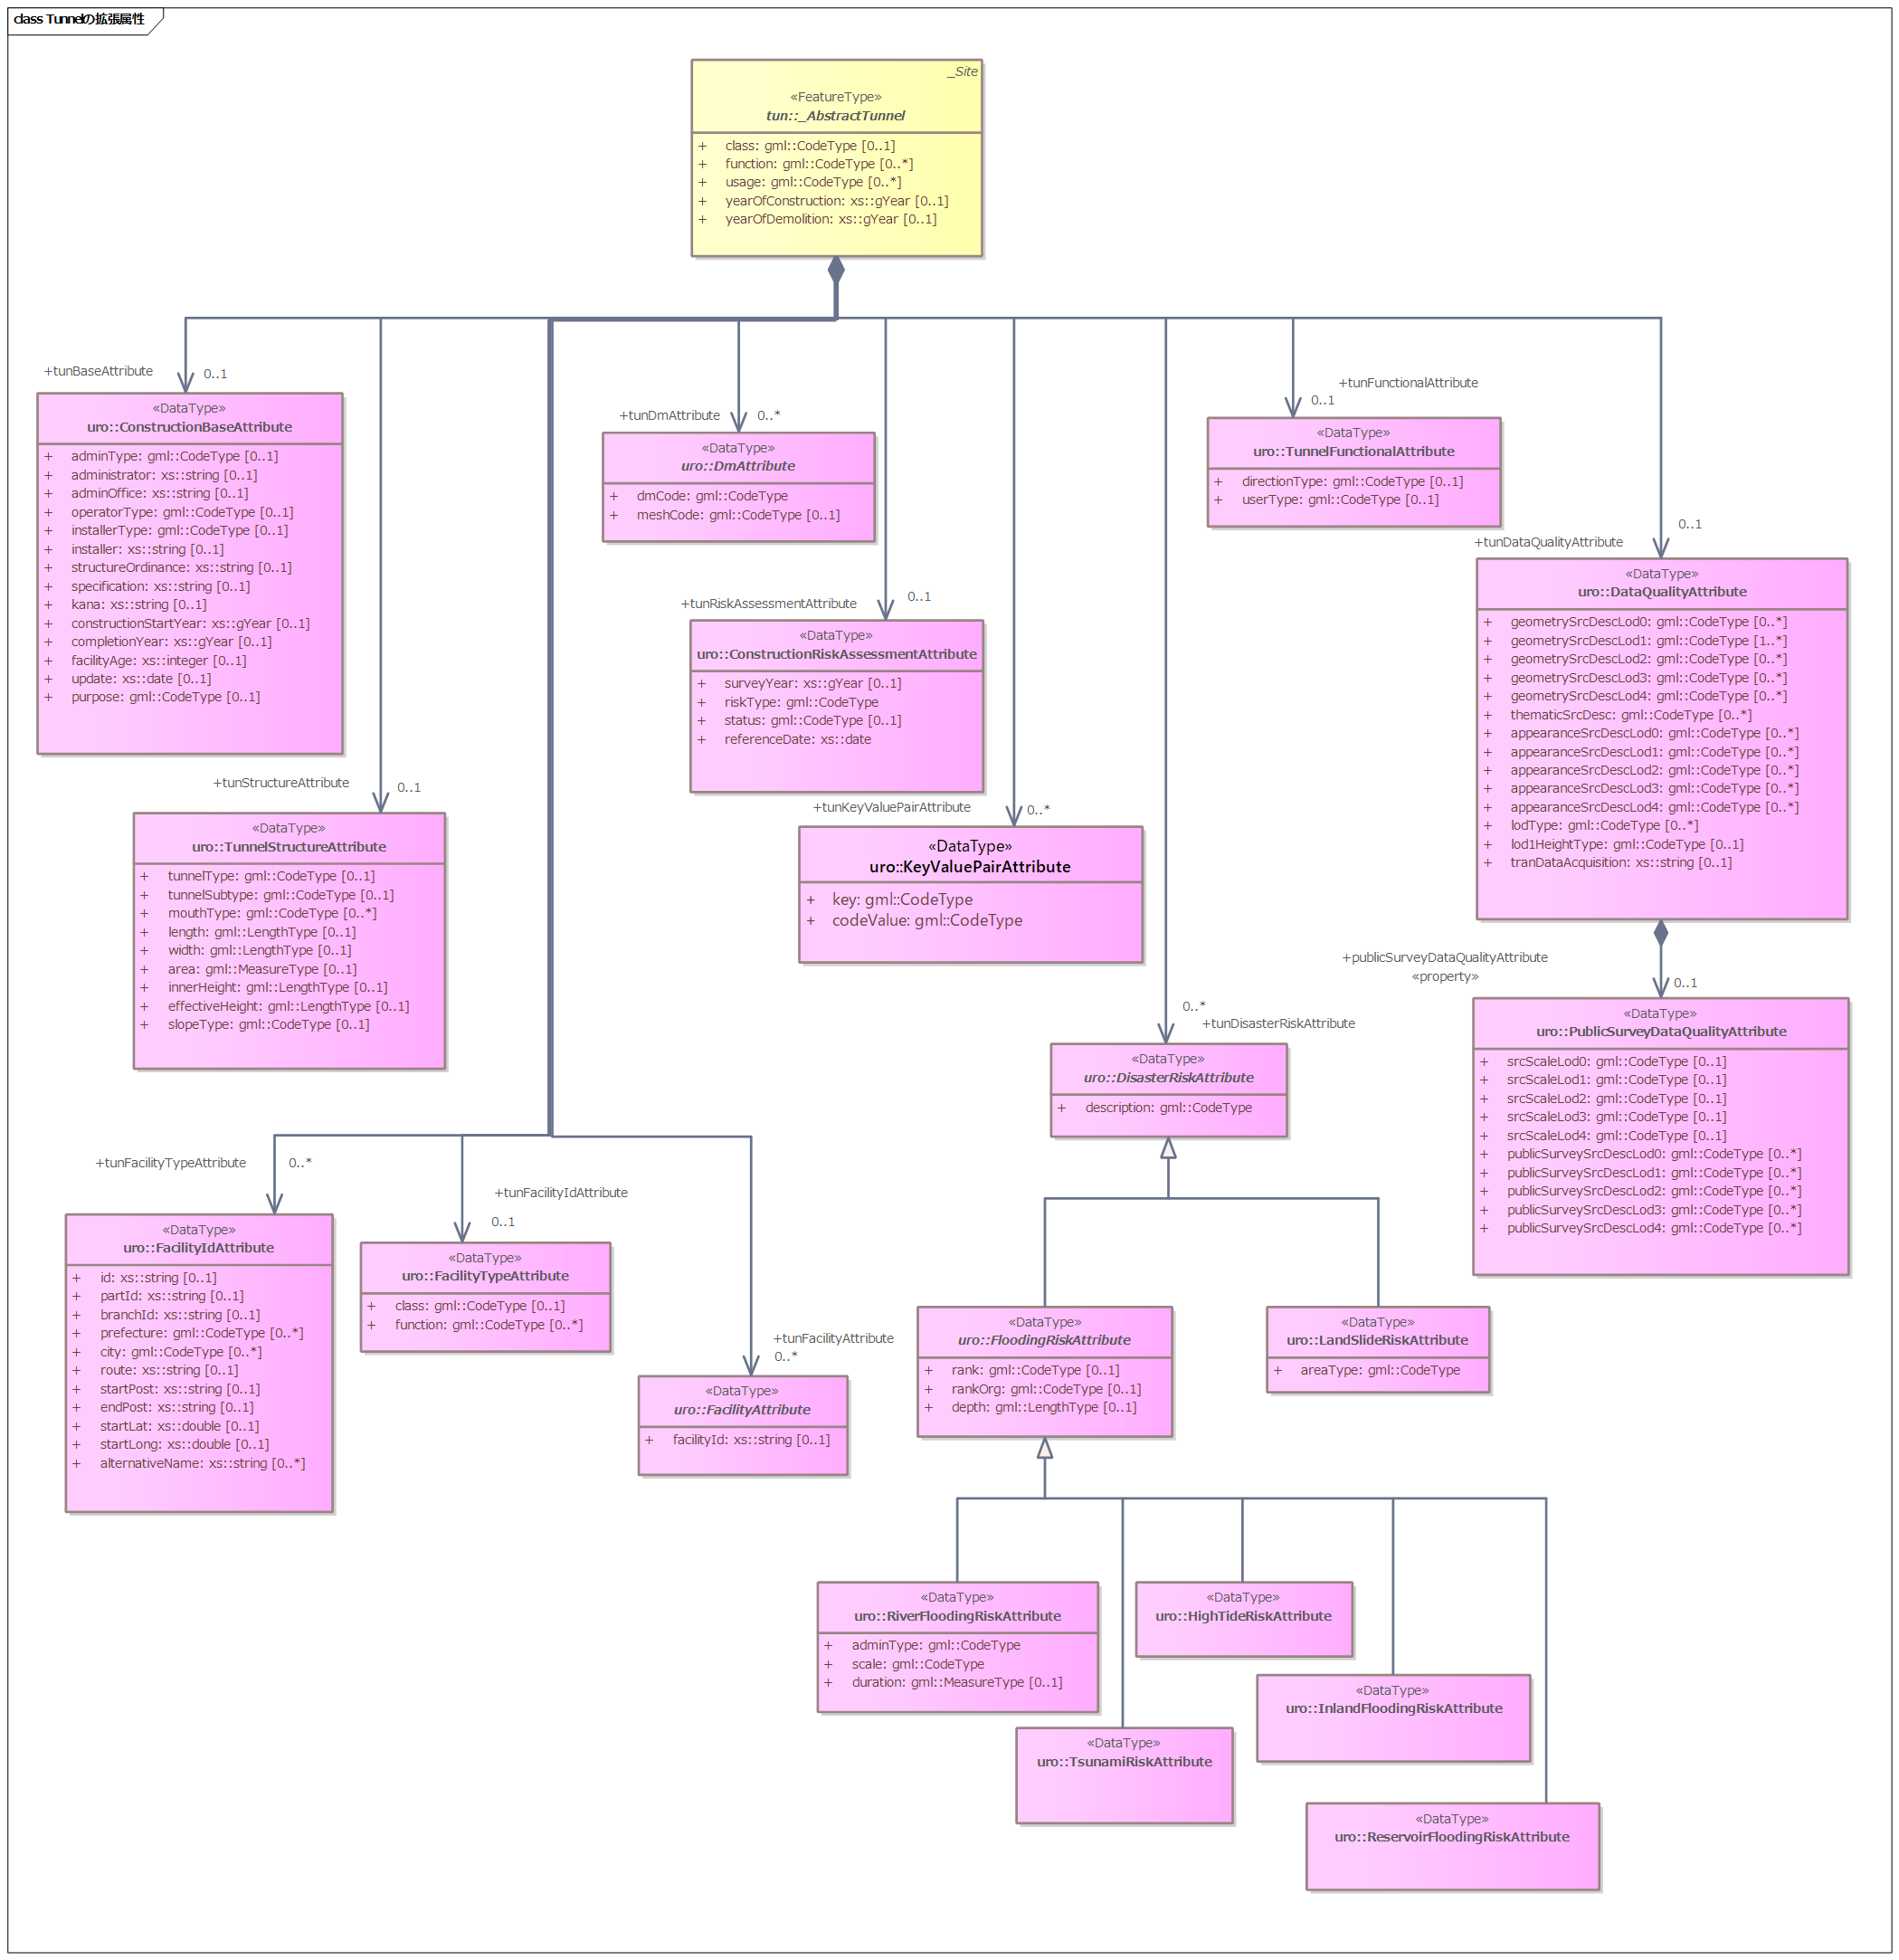 class Tunnelの拡張属性
_Site
«FeatureType»
tun::_AbstractTunnel
+ class: gml::CodeType [0..1]
+ function: gml::CodeType [0..*]
+ usage: gml::CodeType [0..*]
+ yearOfConstruction: xs::gYear [0..1]
+ yearOfDemolition: xs::gYear [0..1]
+tunBaseAttribute
0..1
«DataType»
uro::ConstructionBaseAttribute
+ adminType: gml::CodeType [0..1]
+ administrator: xs::string [0..1]
+ adminOffice: xs::string [0..1]
+ operatorType: gml::CodeType [0..1]
+ installerType: gml::CodeType [0..1]
+ installer: xs::string [0..1]
+ structureOrdinance: xs::string [0..1]
+ specification: xs::string [0..1]
+ kana: xs::string [0..1]
+ constructionStartYear: xs::gYear [0..1]
+ completionYear: xs::gYear [0..1]
+ facilityAge: xs::integer [0..1]
+ update: xs::date [0..1]
+ purpose: gml::CodeType [0..1]
+tunDmAttribute
0..*
«DataType»
uro::DmAttribute
+ dmCode: gml::CodeType
+ meshCode: gml::CodeType [0..1]
+tunFunctionalAttribute
0..1
«DataType»
uro::TunnelFunctionalAttribute
+ directionType: gml::CodeType [0..1]
+ userType: gml::CodeType [0..1]
+tunRiskAssessmentAttribute
0..1
«DataType»
uro::ConstructionRiskAssessmentAttribute
+ surveyYear: xs::gYear [0..1]
+ riskType: gml::CodeType
+ status: gml::CodeType [0..1]
+ referenceDate: xs::date
0..1
+tunDataQualityAttribute
«DataType»
uro::DataQualityAttribute
+ geometrySrcDescLod0: gml::CodeType [0..*]
+ geometrySrcDescLod1: gml::CodeType [1..*]
+ geometrySrcDescLod2: gml::CodeType [0..*]
+ geometrySrcDescLod3: gml::CodeType [0..*]
+ geometrySrcDescLod4: gml::CodeType [0..*]
+ thematicSrcDesc: gml::CodeType [0..*]
+ appearanceSrcDescLod0: gml::CodeType [0..*]
+ appearanceSrcDescLod1: gml::CodeType [0..*]
+ appearanceSrcDescLod2: gml::CodeType [0..*]
+ appearanceSrcDescLod3: gml::CodeType [0..*]
+ appearanceSrcDescLod4: gml::CodeType [0..*]
+ lodType: gml::CodeType [0..*]
+ lod1HeightType: gml::CodeType [0..1]
+ tranDataAcquisition: xs::string [0..1]
+tunStructureAttribute
0..1
«DataType»
uro::TunnelStructureAttribute
+ tunnelType: gml::CodeType [0..1]
+ tunnelSubtype: gml::CodeType [0..1]
+ mouthType: gml::CodeType [0..*]
+ length: gml::LengthType [0..1]
+ width: gml::LengthType [0..1]
+ area: gml::MeasureType [0..1]
+ innerHeight: gml::LengthType [0..1]
+ effectiveHeight: gml::LengthType [0..1]
+ slopeType: gml::CodeType [0..1]
+tunKeyValuePairAttribute
0..*
«DataType»
uro::KeyValuePairAttribute
+ key: gml::CodeType
+ codeValue: gml::CodeType
+publicSurveyDataQualityAttribute
«property»
0..1
«DataType»
uro::PublicSurveyDataQualityAttribute
+ srcScaleLod0: gml::CodeType [0..1]
+ srcScaleLod1: gml::CodeType [0..1]
+ srcScaleLod2: gml::CodeType [0..1]
+ srcScaleLod3: gml::CodeType [0..1]
+ srcScaleLod4: gml::CodeType [0..1]
+ publicSurveySrcDescLod0: gml::CodeType [0..*]
+ publicSurveySrcDescLod1: gml::CodeType [0..*]
+ publicSurveySrcDescLod2: gml::CodeType [0..*]
+ publicSurveySrcDescLod3: gml::CodeType [0..*]
+ publicSurveySrcDescLod4: gml::CodeType [0..*]
0..*
+tunDisasterRiskAttribute
«DataType»
uro::DisasterRiskAttribute
+ description: gml::CodeType
+tunFacilityTypeAttribute
0..*
«DataType»
uro::FacilityIdAttribute
+ id: xs::string [0..1]
+ partId: xs::string [0..1]
+ branchId: xs::string [0..1]
+ prefecture: gml::CodeType [0..*]
+ city: gml::CodeType [0..*]
+ route: xs::string [0..1]
+ startPost: xs::string [0..1]
+ endPost: xs::string [0..1]
+ startLat: xs::double [0..1]
+ startLong: xs::double [0..1]
+ alternativeName: xs::string [0..*]
+tunFacilityIdAttribute
0..1
«DataType»
uro::FacilityTypeAttribute
+ class: gml::CodeType [0..1]
+ function: gml::CodeType [0..*]
+tunFacilityAttribute
0..*
«DataType»
uro::FacilityAttribute
+ facilityId: xs::string [0..1]
«DataType»
uro::FloodingRiskAttribute
+ rank: gml::CodeType [0..1]
+ rankOrg: gml::CodeType [0..1]
+ depth: gml::LengthType [0..1]
«DataType»
uro::LandSlideRiskAttribute
+ areaType: gml::CodeType
«DataType»
uro::RiverFloodingRiskAttribute
+ adminType: gml::CodeType
+ scale: gml::CodeType
+ duration: gml::MeasureType [0..1]
«DataType»
uro::HighTideRiskAttribute
«DataType»
uro::InlandFloodingRiskAttribute
«DataType»
uro::TsunamiRiskAttribute
«DataType»
uro::ReservoirFloodingRiskAttribute